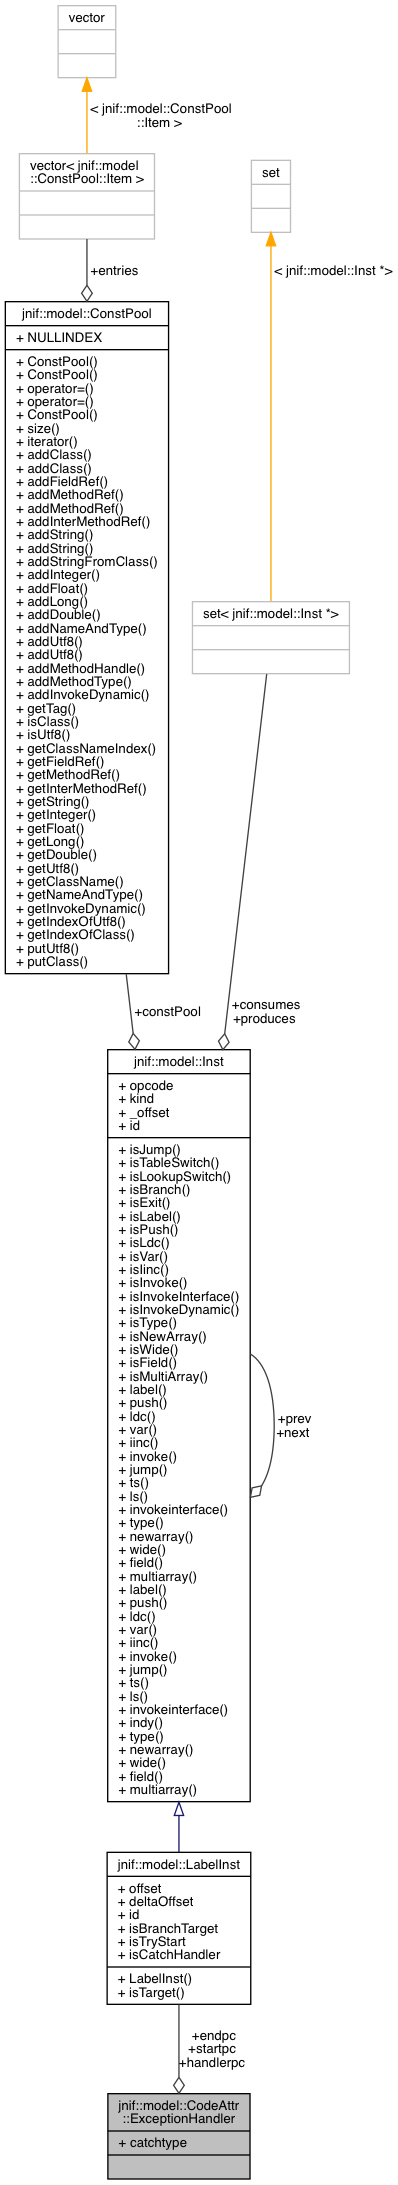 vector
< jnif::model::ConstPool
::Item >
vector< jnif::model
::ConstPool::Item >
set
+entries
< jnif::model::Inst *>
jnif::model::ConstPool
+ NULLINDEX
+ ConstPool()
+ ConstPool()
+ operator=()
+ operator=()
+ ConstPool()
+ size()
+ iterator()
+ addClass()
+ addClass()
+ addFieldRef()
+ addMethodRef()
+ addMethodRef()
+ addInterMethodRef()
+ addString()
+ addString()
+ addStringFromClass()
+ addInteger()
+ addFloat()
+ addLong()
+ addDouble()
+ addNameAndType()
+ addUtf8()
+ addUtf8()
+ addMethodHandle()
+ addMethodType()
+ addInvokeDynamic()
+ getTag()
+ isClass()
+ isUtf8()
+ getClassNameIndex()
+ getFieldRef()
+ getMethodRef()
+ getInterMethodRef()
+ getString()
+ getInteger()
+ getFloat()
+ getLong()
+ getDouble()
+ getUtf8()
+ getClassName()
+ getNameAndType()
+ getInvokeDynamic()
+ getIndexOfUtf8()
+ getIndexOfClass()
+ putUtf8()
+ putClass()
set< jnif::model::Inst *>
+constPool
+consumes
+produces
jnif::model::Inst
+ opcode
+ kind
+ _offset
+ id
+ isJump()
+ isTableSwitch()
+ isLookupSwitch()
+ isBranch()
+ isExit()
+ isLabel()
+ isPush()
+ isLdc()
+ isVar()
+ isIinc()
+ isInvoke()
+ isInvokeInterface()
+ isInvokeDynamic()
+ isType()
+ isNewArray()
+ isWide()
+ isField()
+ isMultiArray()
+ label()
+ push()
+ ldc()
+ var()
+ iinc()
+ invoke()
+ jump()
+ ts()
+ ls()
+ invokeinterface()
+ type()
+ newarray()
+ wide()
+ field()
+ multiarray()
+ label()
+ push()
+ ldc()
+ var()
+ iinc()
+ invoke()
+ jump()
+ ts()
+ ls()
+ invokeinterface()
+ indy()
+ type()
+ newarray()
+ wide()
+ field()
+ multiarray()
+prev
+next
jnif::model::LabelInst
+ offset
+ deltaOffset
+ id
+ isBranchTarget
+ isTryStart
+ isCatchHandler
+ LabelInst()
+ isTarget()
+endpc
+startpc
+handlerpc
jnif::model::CodeAttr
::ExceptionHandler
+ catchtype